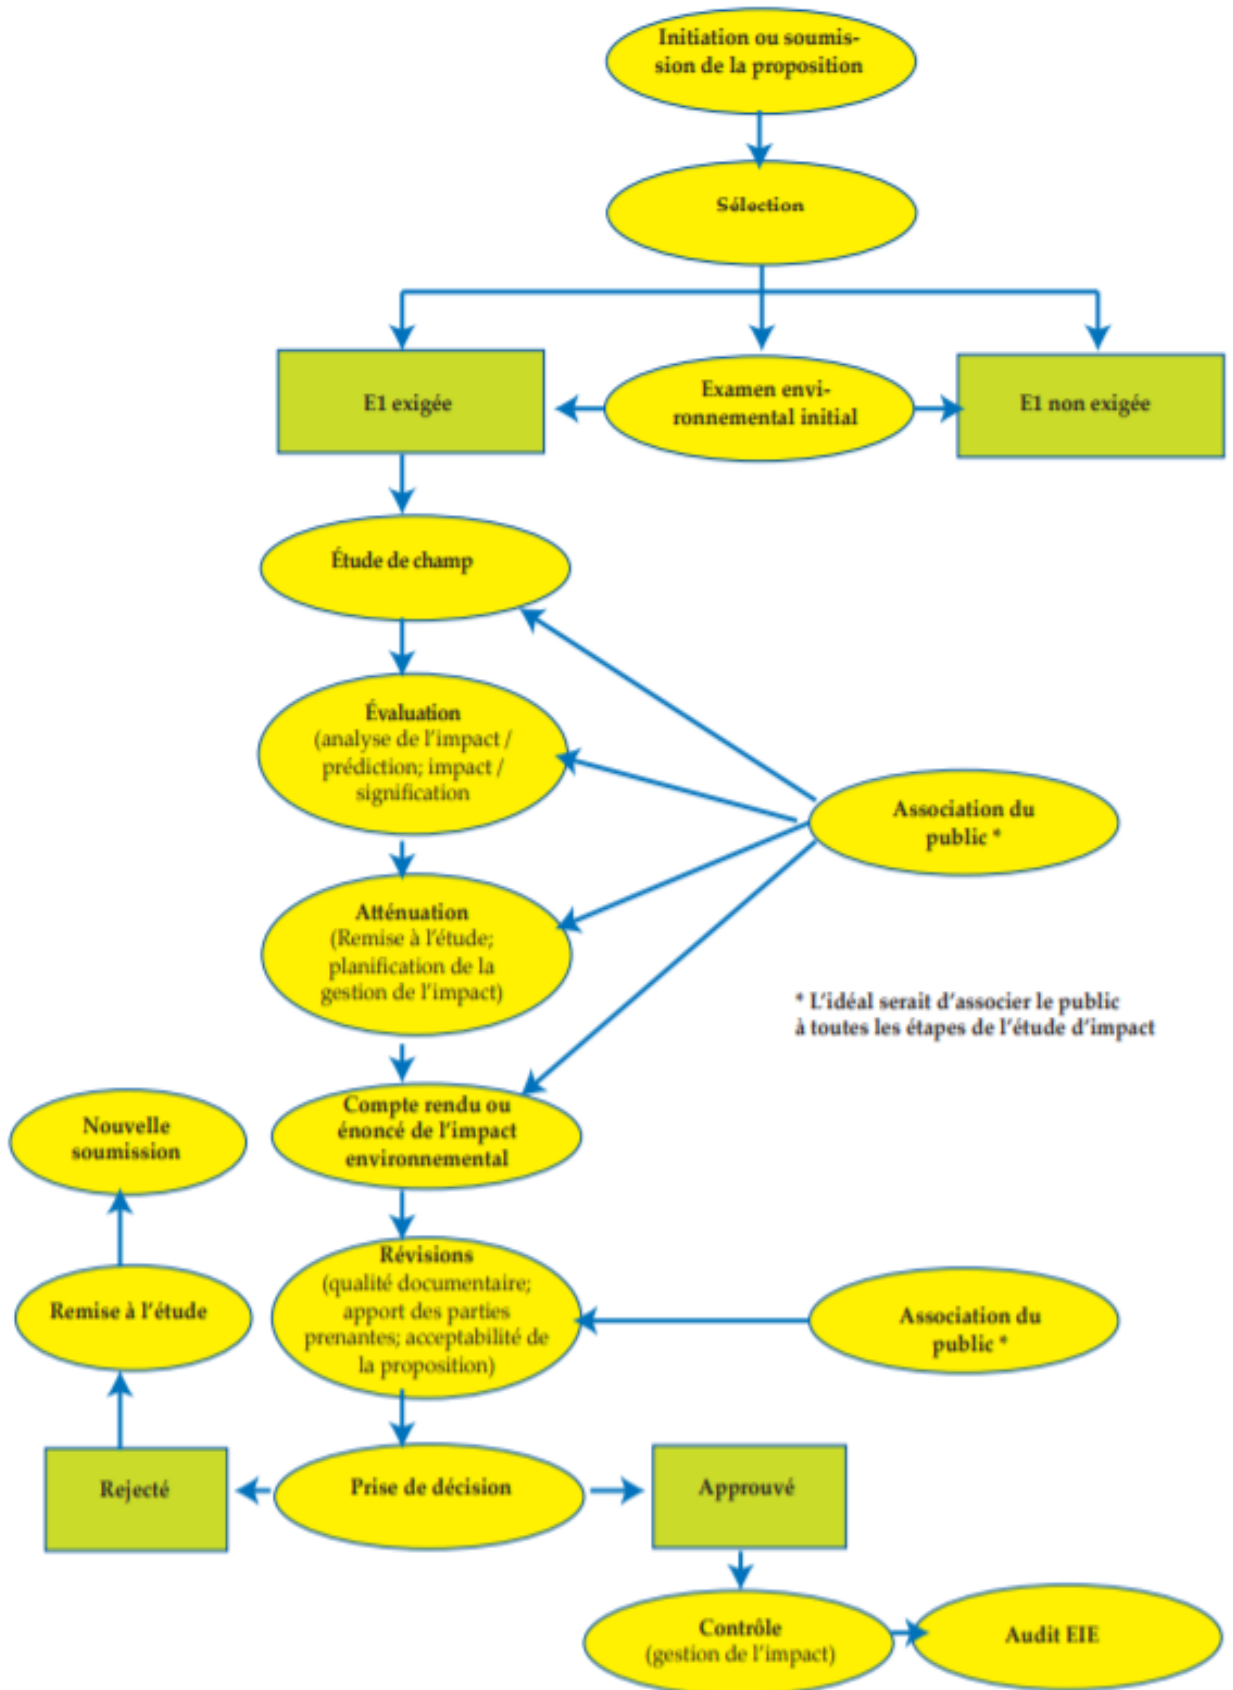 Initiation ou soumis-
sion de la proposition
Sélection
E1 exigée
Examen envi-
ronnemental initial
E1 non exigée
Étude de champ
Évaluation
(analyse de l'impact /
prédiction; impact /
signification
Association du
public *
Atténuation
(Remise à l'étude;
planification de la
gestion de l'impact)
* L'idéal serait d'associer le public
à toutes les étapes de l'étude d'impact
Compte rendu ou
énoncé de l'impact
environnemental
Nouvelle
soumission
Révisions
(qualité documentaire;
apport des parties
prenantes; acceptabilité de
la proposition)
Remise à l'étude
Association du
public *
Rejecté
Prise de décision
Approuvé
Contrôle
(gestion de l'impact)
Audit EIE